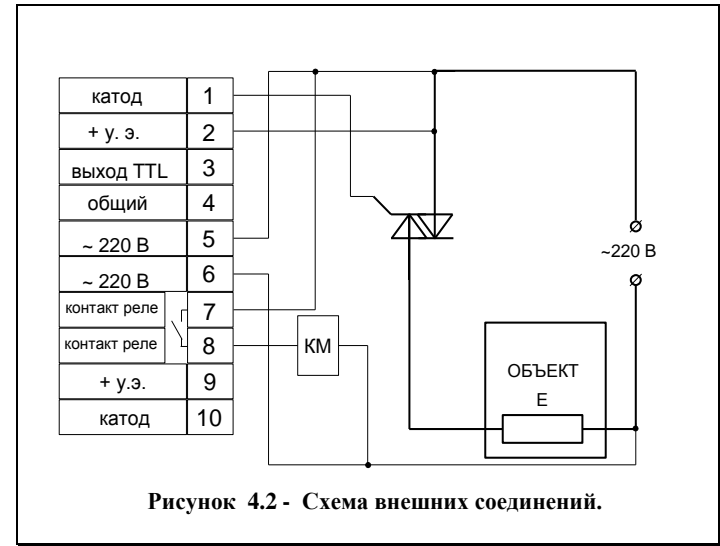 катод 1
+ у. э. 2
выход TTL 3
общий 4
~ 220 В 5
~ 220 В 6
контакт реле 7
контакт реле 8
+ у.э. 9
катод 10
КМ
~220 В
ОБЪЕКТ
Е
Рисунок 4.2 - Схема внешних соединений.